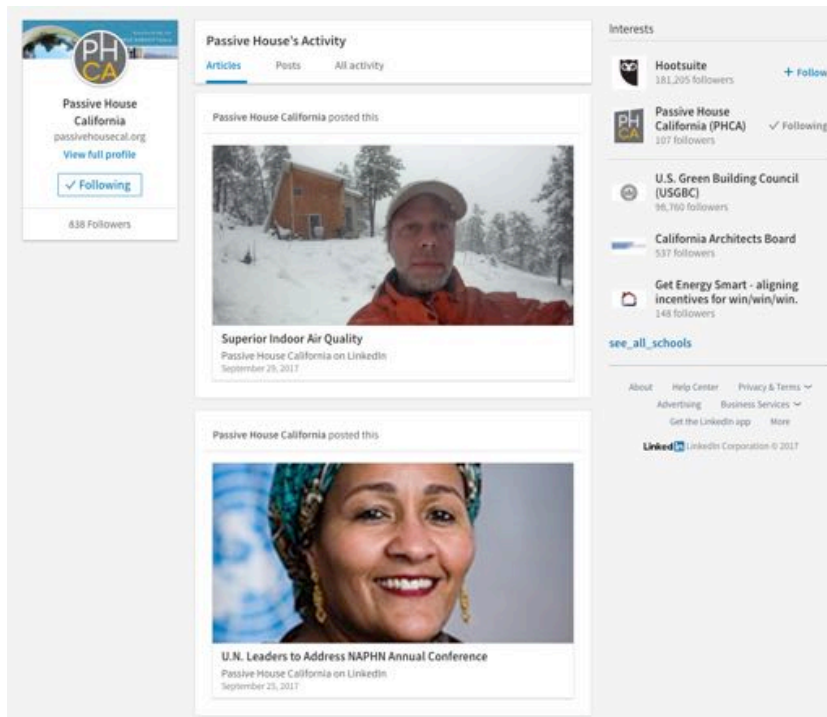 PH
CA
Passive House
California
passivehousecal.org
View full profile
✓ Following
838 Followers
Passive House's Activity
Articles Posts All activity
Passive House California posted this
Superior Indoor Air Quality
Passive House California on LinkedIn
September 29, 2017
Passive House California posted this
U.N. Leaders to Address NAPHN Annual Conference
Passive House California on LinkedIn
September 25, 2017
Interests
Hootsuite
181,205 followers
+ Follow
PH
CA
Passive House
California (PHCA)
107 followers
✓ Following
U.S. Green Building Council
(USGBC)
96,760 followers
California Architects Board
537 followers
Get Energy Smart - aligning
incentives for win/win/win.
148 followers
see_all_schools
About Help Center Privacy & Terms
Advertising Business Services
Get the LinkedIn app More
Linked in LinkedIn Corporation © 2017